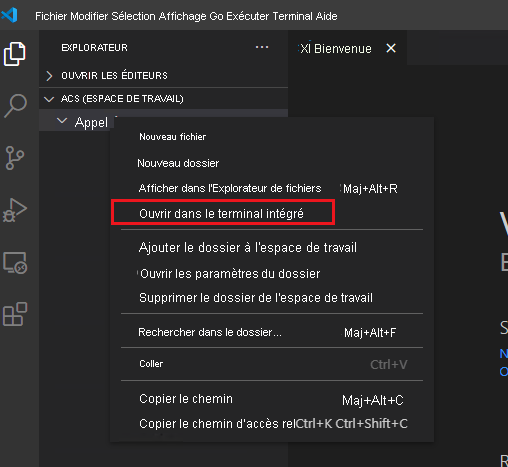 Fichier Modifier Sélection Affichage Go Exécuter Terminal Aide
EXPLORATEUR ...
XI Bienvenue ✕
OUVRIR LES ÉDITEURS
ACS (ESPACE DE TRAVAIL)
Appel
Nouveau fichier
Nouveau dossier
Afficher dans l'Explorateur de fichiers Maj+Alt+R
Ouvrir dans le terminal intégré
Ajouter le dossier à l'espace de travail
Ouvrir les paramètres du dossier
Supprimer le dossier de l'espace de travail
Rechercher dans le dossier... Maj+Alt+F
Coller Ctrl+V
Copier le chemin Maj+Alt+C
Copier le chemin d'accès rel Ctrl+K Ctrl+Shift+C